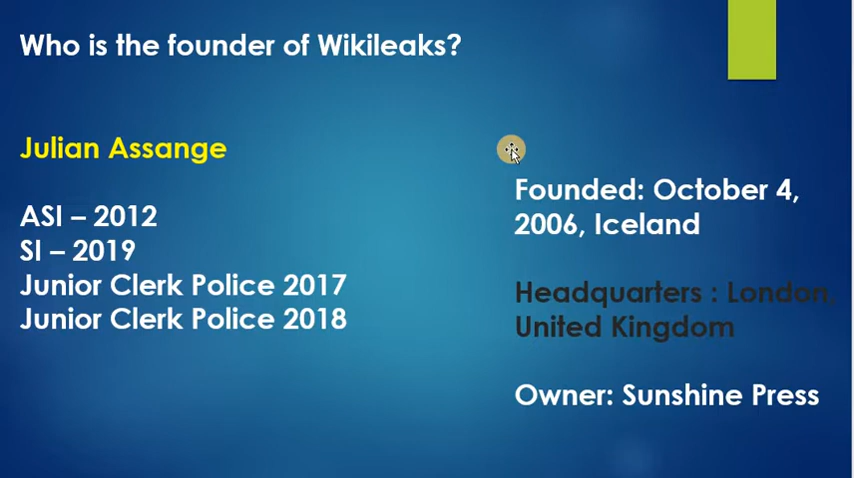 Who is the founder of Wikileaks?
Julian Assange
ASI – 2012
SI – 2019
Junior Clerk Police 2017
Junior Clerk Police 2018
Founded: October 4,
2006, Iceland
Headquarters : London,
United Kingdom
Owner: Sunshine Press